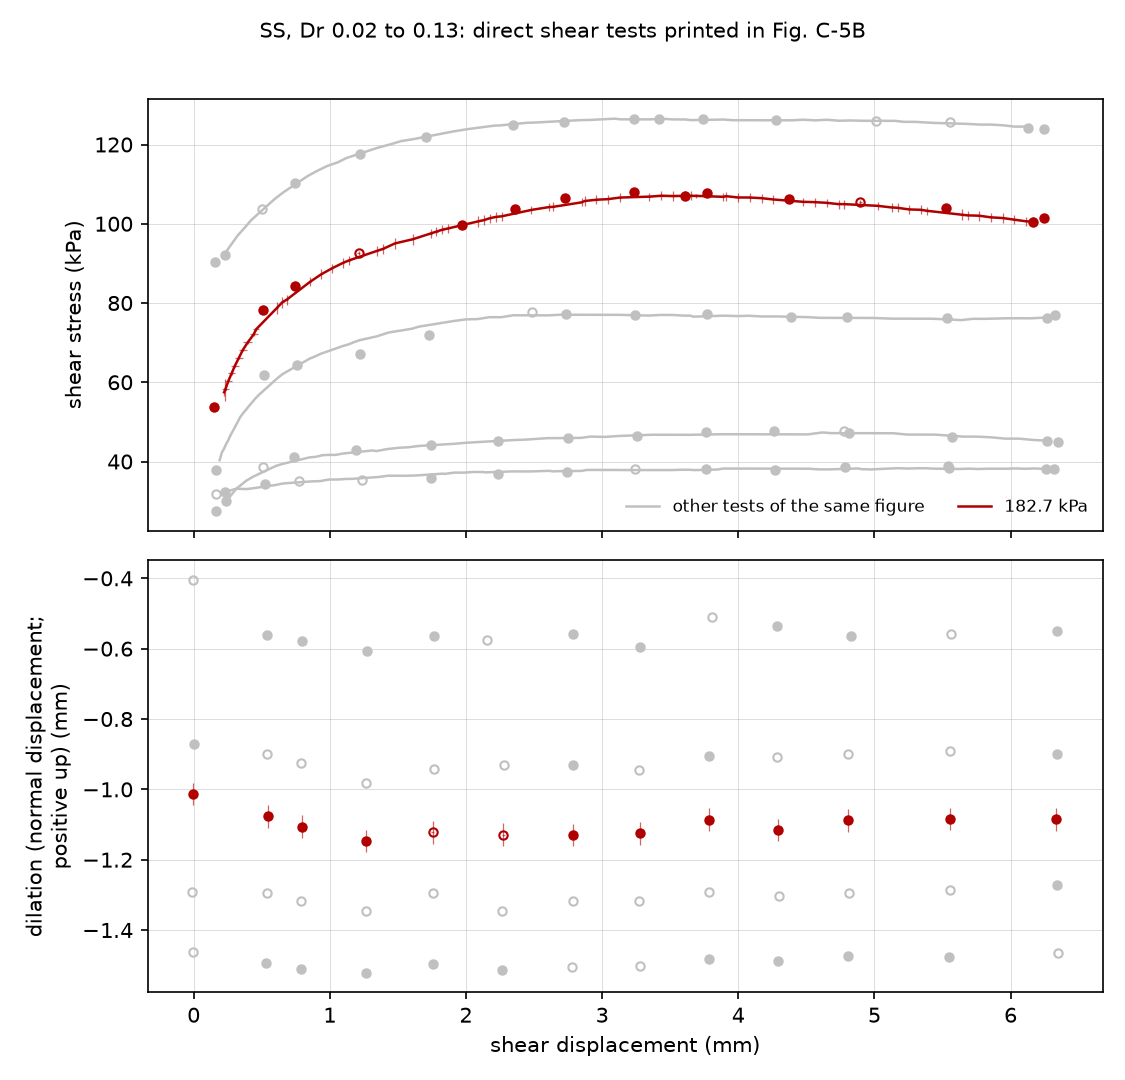 SS, Dr 0.02 to 0.13: direct shear tests printed in Fig. C-5B
120
100
80
60
40
shear stress (kPa)
other tests of the same figure
182.7 kPa
−0.4
−0.6
−0.8
−1.0
−1.2
−1.4
dilation (normal displacement;
positive up) (mm)
0 1 2 3 4 5 6
shear displacement (mm)